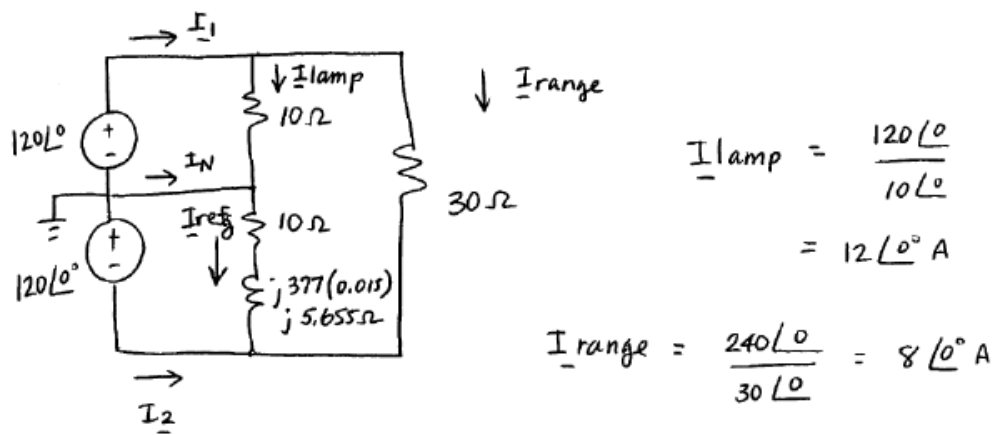 I1
Ilamp
10Ω
Irange
120∠0
+
-
IN
30Ω
Irefg
10Ω
+
-
120∠0°
j377(0.015)
j5.655Ω
I2
Ilamp = 120∠0 / 10∠0
= 12∠0° A
Irange = 240∠0 / 30∠0 = 8∠0° A